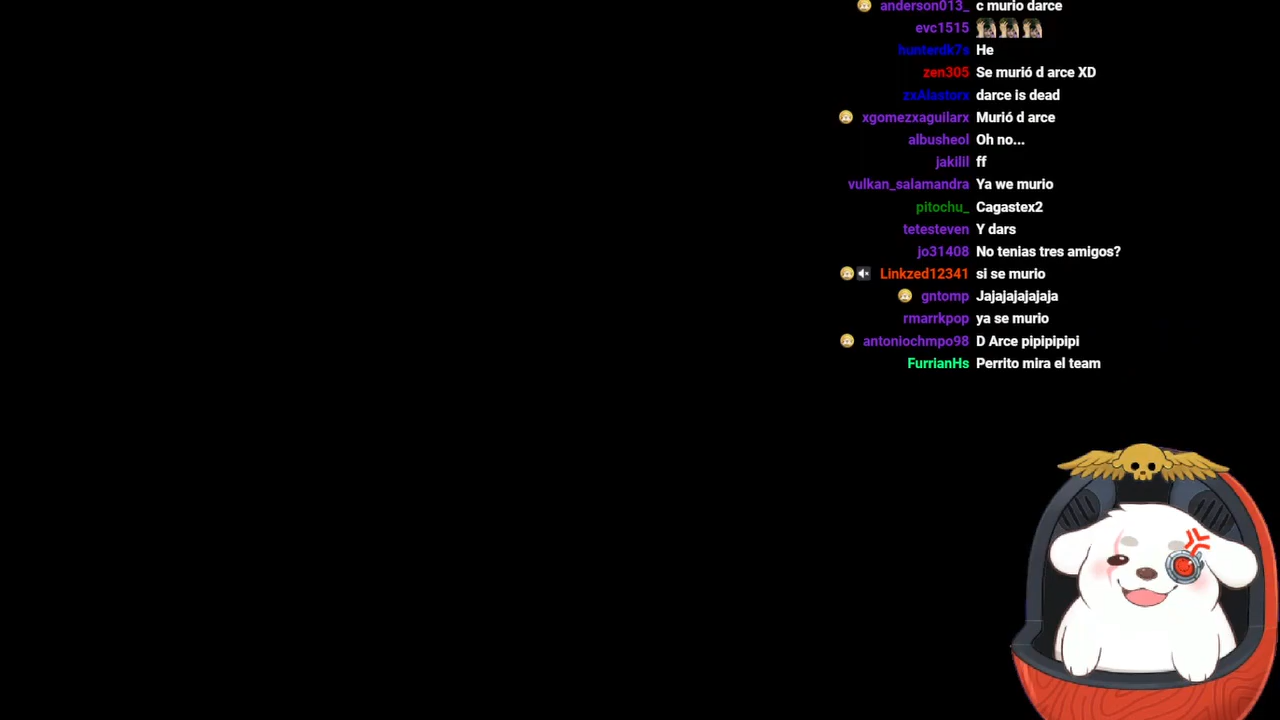 anderson013_ c murio darce
evc1515
hunterdk7s He
zen305 Se murió d arce XD
zxAlastorx darce is dead
xgomezxaguilarx Murió d arce
albusheol Oh no...
jakilil ff
vulkan_salamandra Ya we murio
pitochu_ Cagastex2
tetesteven Y dars
jo31408 No tenias tres amigos?
Linkzed12341 si se murio
gntomp Jajajajajaja
rmarrkpop ya se murio
antoniochmpo98 D Arce pipipipipi
FurrianHs Perrito mira el team